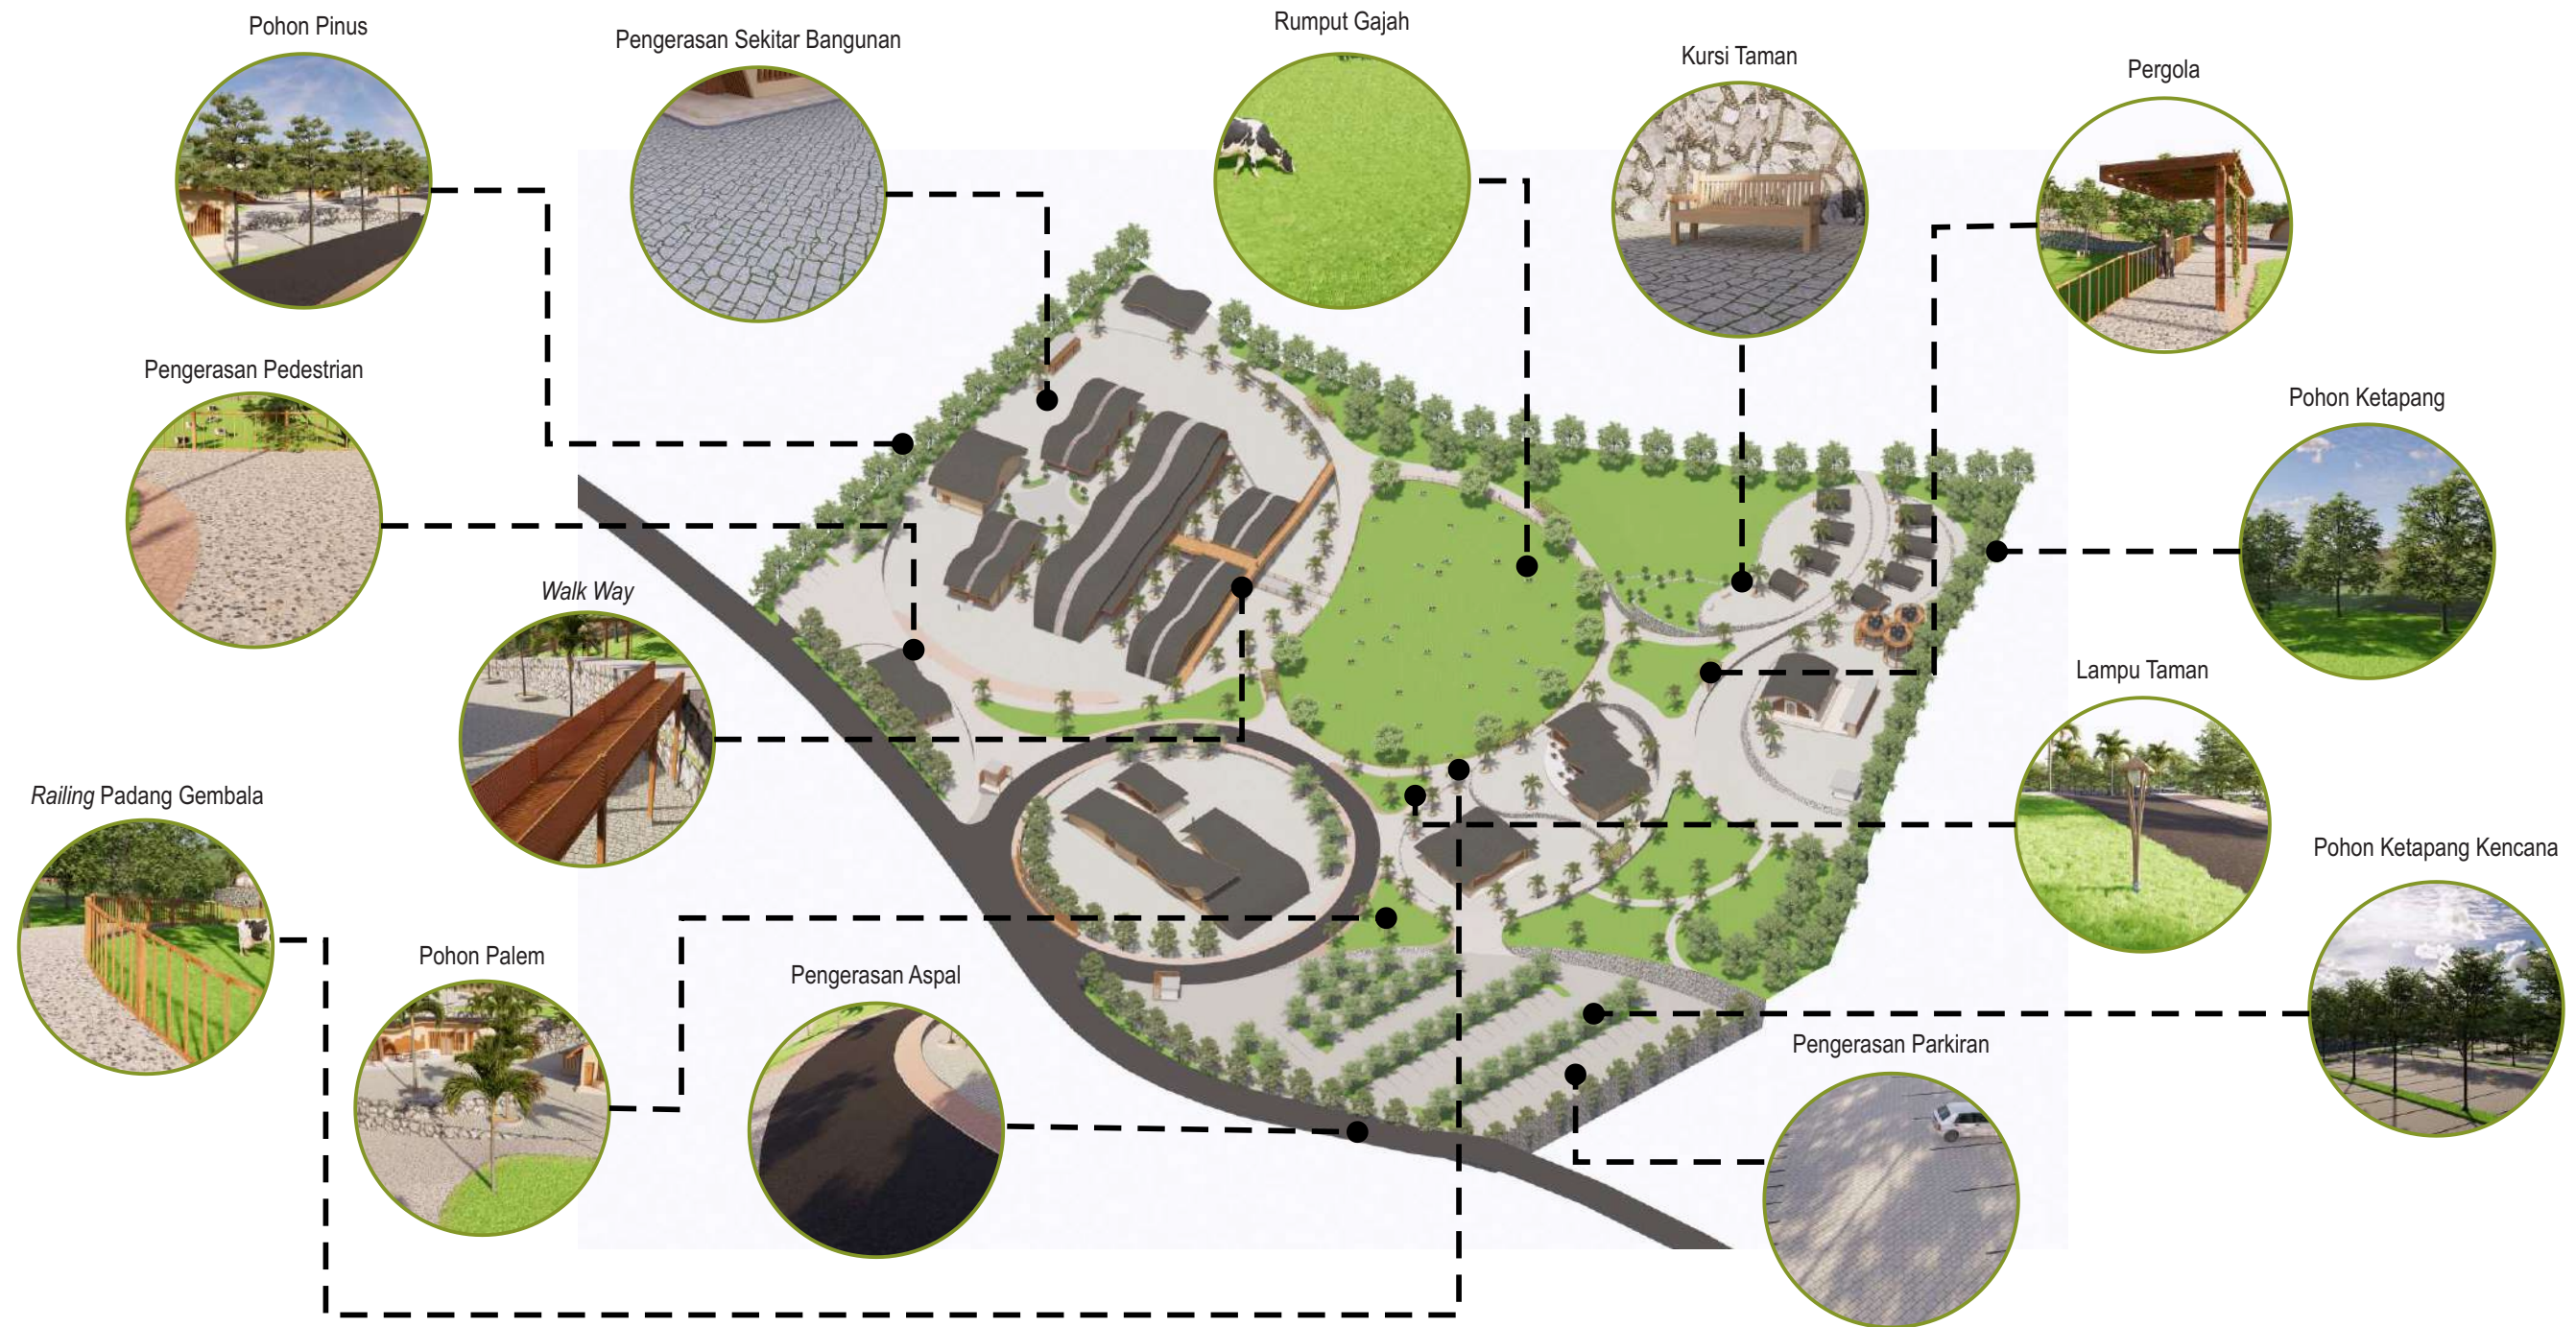 Pohon Pinus
Pengerasan Sekitar Bangunan
Rumput Gajah
Kursi Taman
Pergola
Pengerasan Pedestrian
Pohon Ketapang
Walk Way
Lampu Taman
Railing Padang Gembala
Pohon Ketapang Kencana
Pohon Palem
Pengerasan Aspal
Pengerasan Parkiran